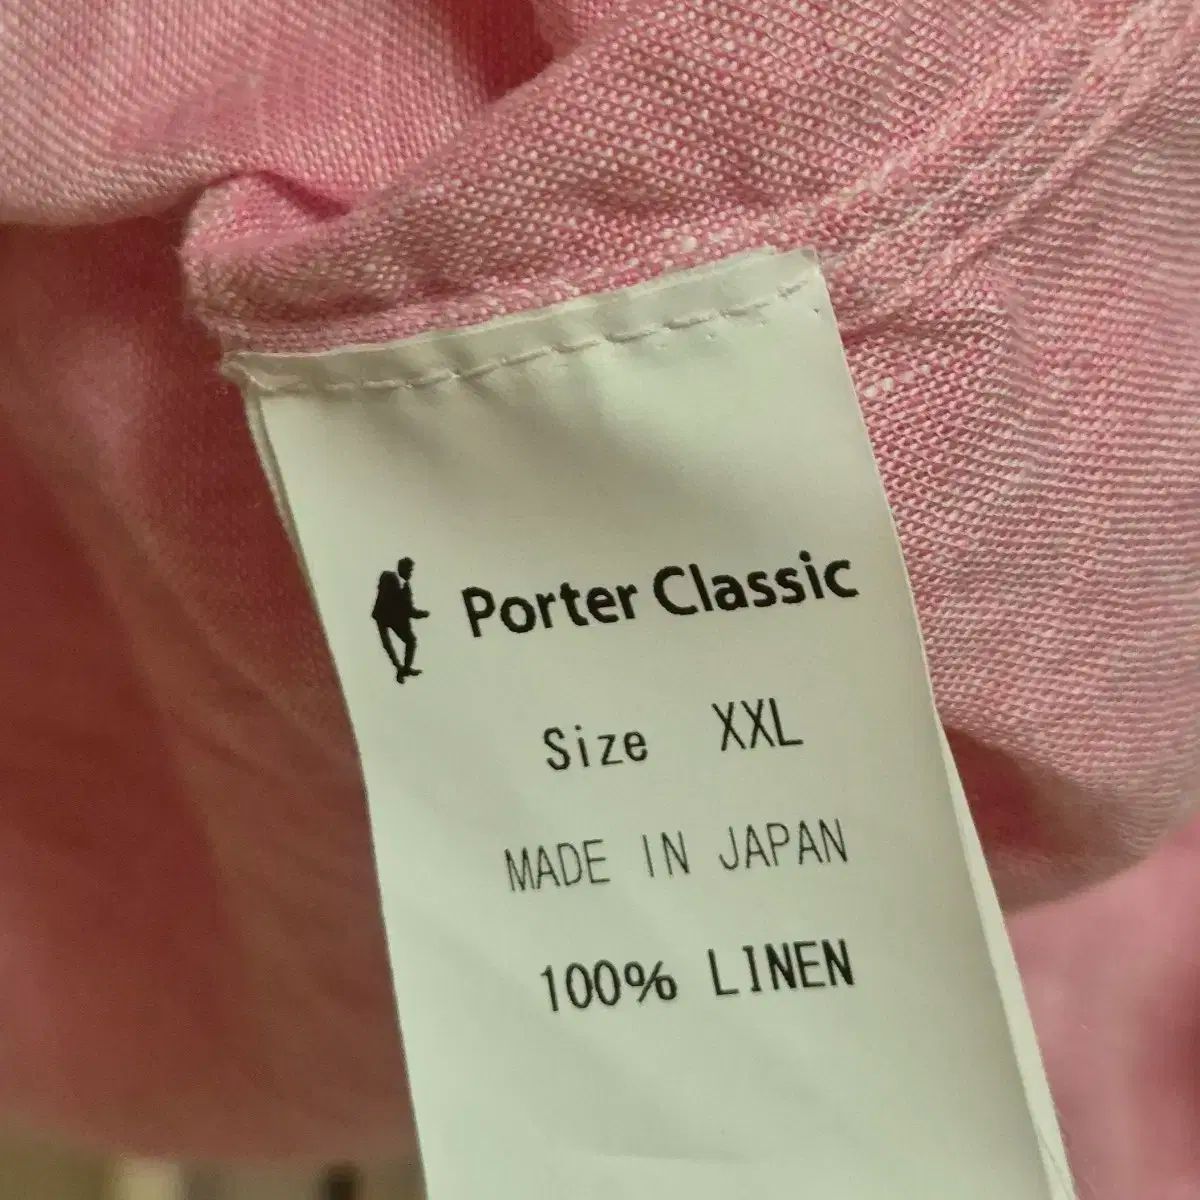 Porter Classic
Size XXL
MADE IN JAPAN
100% LINEN